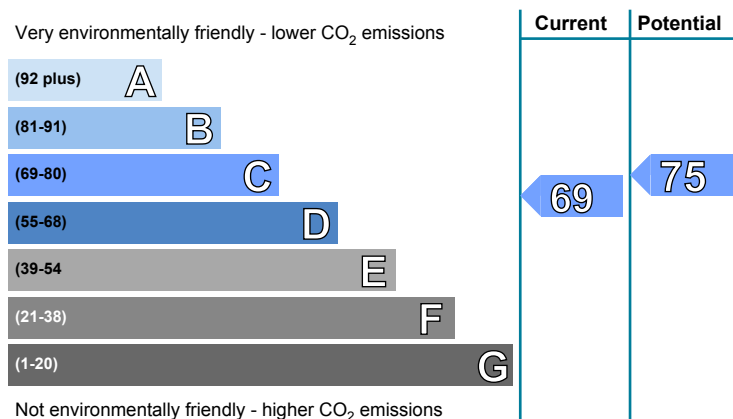 Very environmentally friendly - lower CO₂ emissions
Current Potential
(92 plus) A
(81-91) B
(69-80) C
75
69
(55-68) D
(39-54 E
(21-38) F
(1-20) G
Not environmentally friendly - higher CO₂ emissions